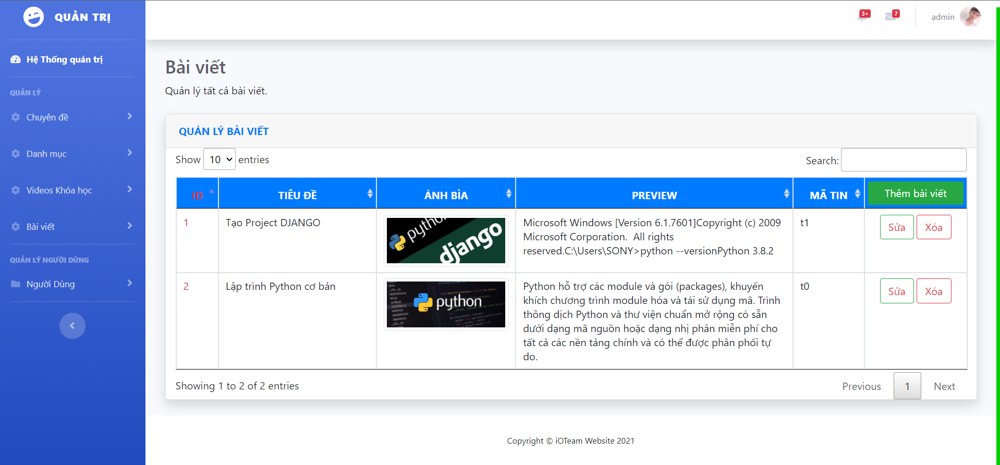 QUẢN TRỊ
3+
7
admin
Hệ Thống quản trị
QUẢN LÝ
Chuyên đề
Danh mục
Videos Khóa học
Bài viết
QUẢN LÝ NGƯỜI DÙNG
Người Dùng
Bài viết
Quản lý tất cả bài viết.
QUẢN LÝ BÀI VIẾT
Show 10 entries
Search:
ID TIÊU ĐỀ ẢNH BÌA PREVIEW MÃ TIN Thêm bài viết
1
Tạo Project DJANGO
python
django
Microsoft Windows [Version 6.1.7601]Copyright (c) 2009
Microsoft Corporation.  All rights
reserved.C:\Users\SONY>python --versionPython 3.8.2
t1
Sửa Xóa
2
Lập trình Python cơ bản
python
Python hỗ trợ các module và gói (packages), khuyến
khích chương trình module hóa và tái sử dụng mã. Trình
thông dịch Python và thư viện chuẩn mở rộng có sẵn
dưới dạng mã nguồn hoặc dạng nhị phân miễn phí cho
tất cả các nền tảng chính và có thể được phân phối tự
do.
t0
Sửa Xóa
Showing 1 to 2 of 2 entries
Previous 1 Next
Copyright © iOTeam Website 2021